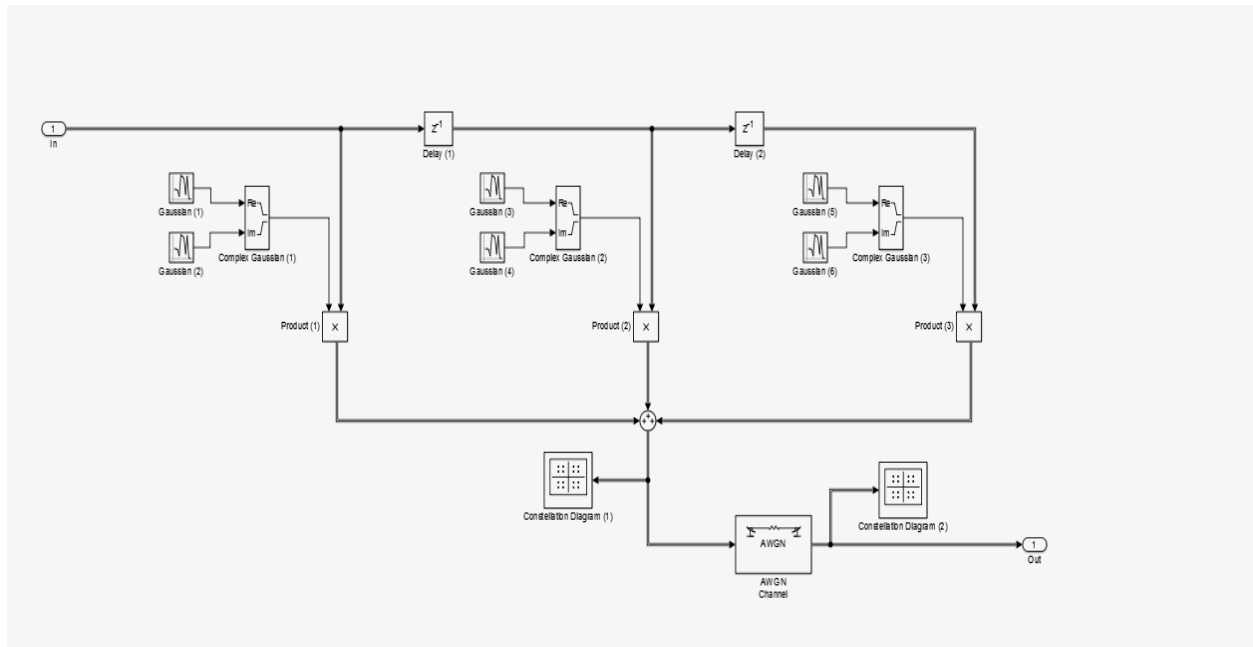 1
In
Z-1
Delay (1)
Z-1
Delay (2)
Gaussian (1)
Gaussian (2)
Re
Im
Complex Gaussian (1)
Gaussian (3)
Gaussian (4)
Re
Im
Complex Gaussian (2)
Gaussian (5)
Gaussian (6)
Re
Im
Complex Gaussian (3)
Product (1)
×
Product (2)
×
Product (3)
×
+
+ +
Constellation Diagram (1)
Constellation Diagram (2)
AWGN
AWGN
Channel
1
Out